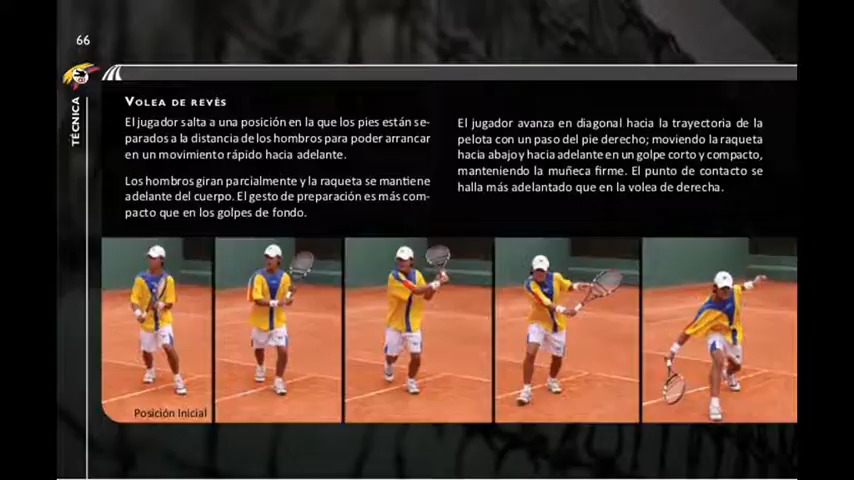 66
TÉCNICA
VOLEA DE REVÉS
El jugador salta a una posición en la que los pies están se-
parados a la distancia de los hombros para poder arrancar
en un movimiento rápido hacia adelante.
Los hombros giran parcialmente y la raqueta se mantiene
adelante del cuerpo. El gesto de preparación es más com-
pacto que en los golpes de fondo.
El jugador avanza en diagonal hacia la trayectoria de la
pelota con un paso del pie derecho; moviendo la raqueta
hacia abajo y hacia adelante en un golpe corto y compacto,
manteniendo la muñeca firme. El punto de contacto se
halla más adelantado que en la volea de derecha.
Posición Inicial